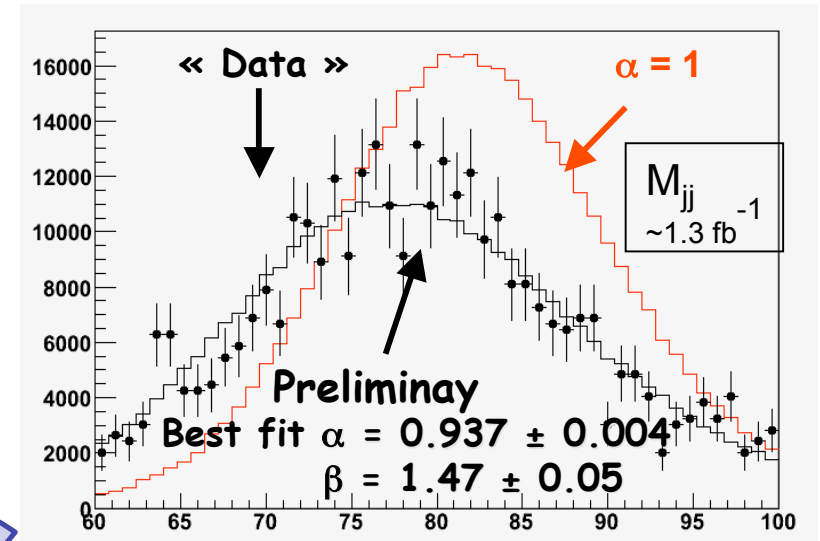 « Data »
α = 1
M_jj
~1.3 fb^-1
Preliminay
Best fit α = 0.937 ± 0.004
β = 1.47 ± 0.05
16000
14000
12000
10000
8000
6000
4000
2000
0
60 65 70 75 80 85 90 95 100